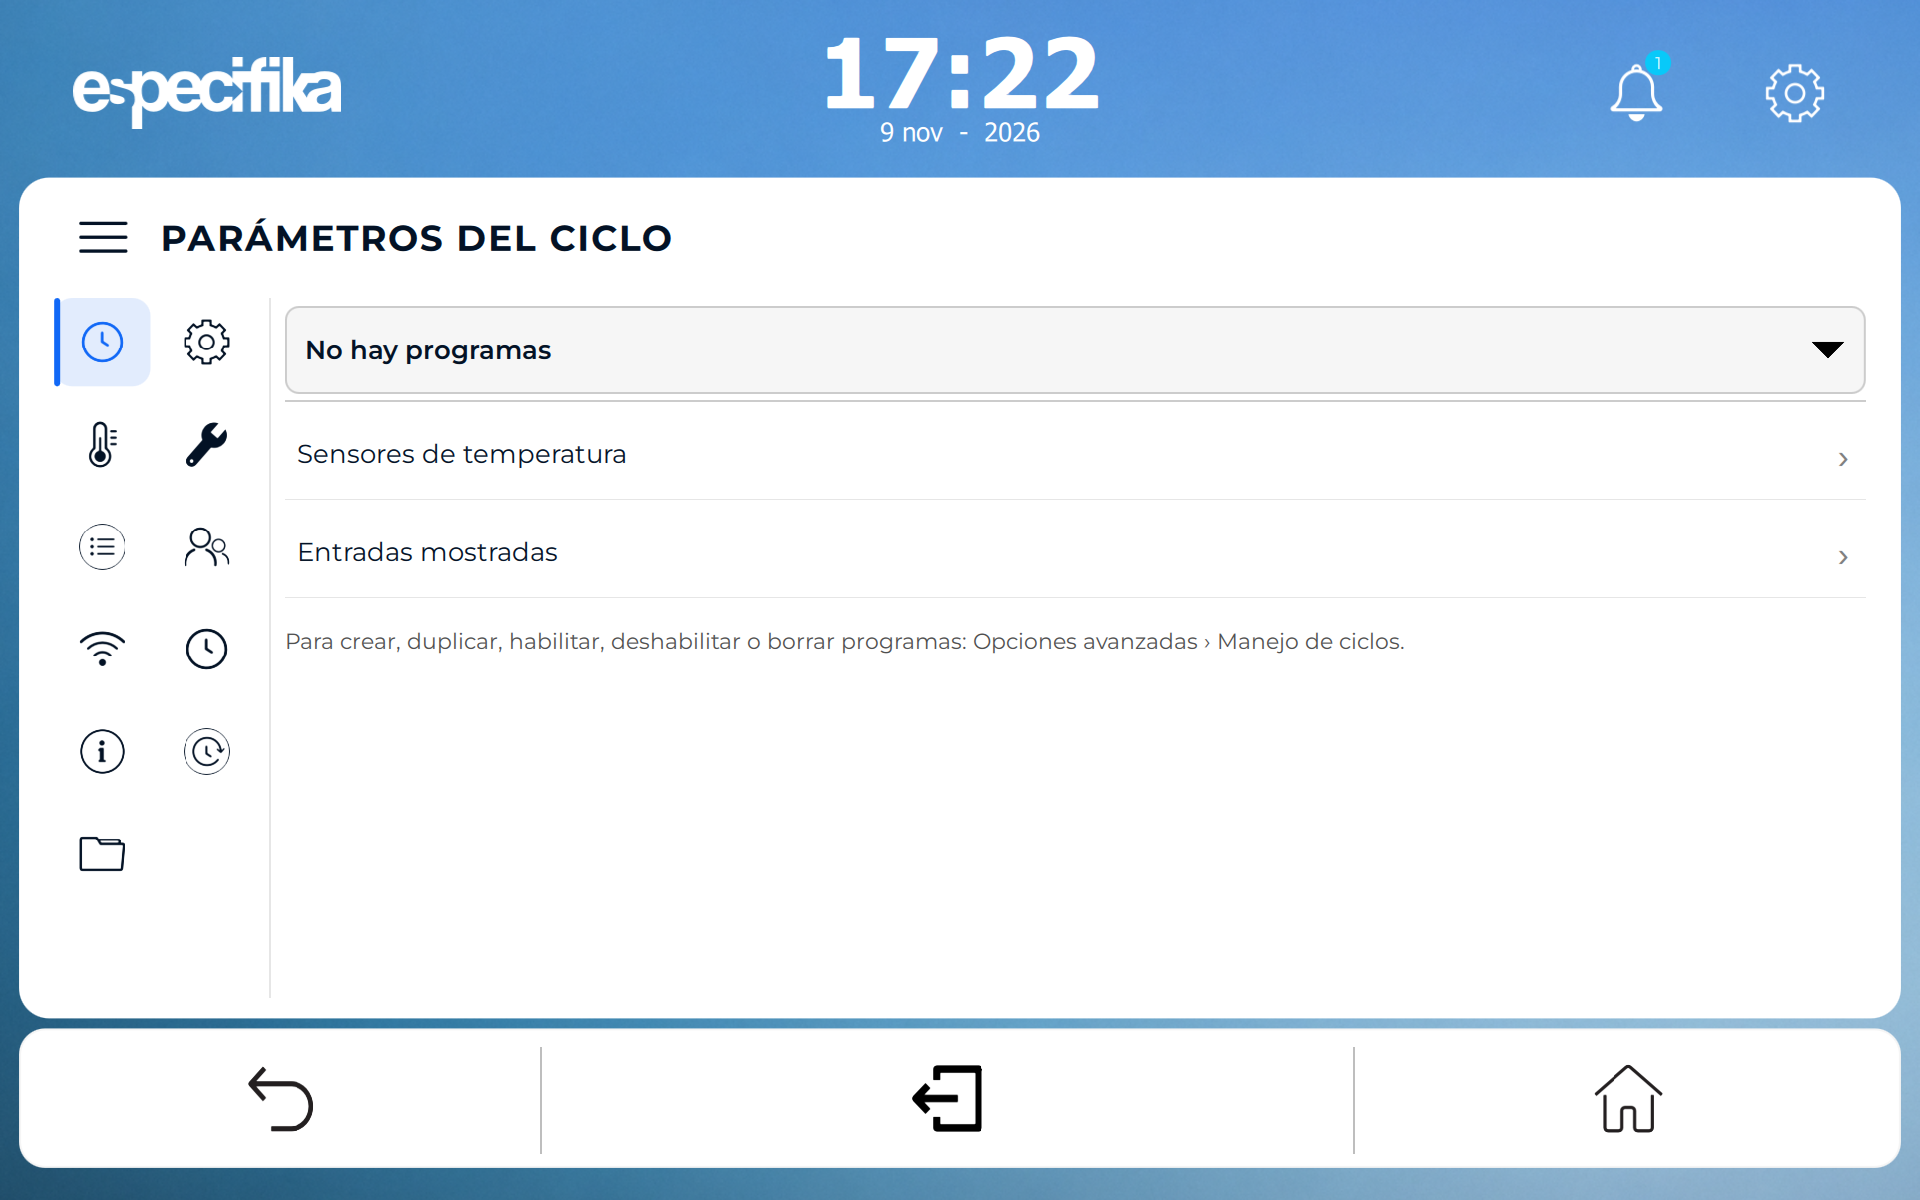 especifika
17:22
9 nov - 2026
1
PARÁMETROS DEL CICLO
No hay programas
Sensores de temperatura
Entradas mostradas
Para crear, duplicar, habilitar, deshabilitar o borrar programas: Opciones avanzadas › Manejo de ciclos.